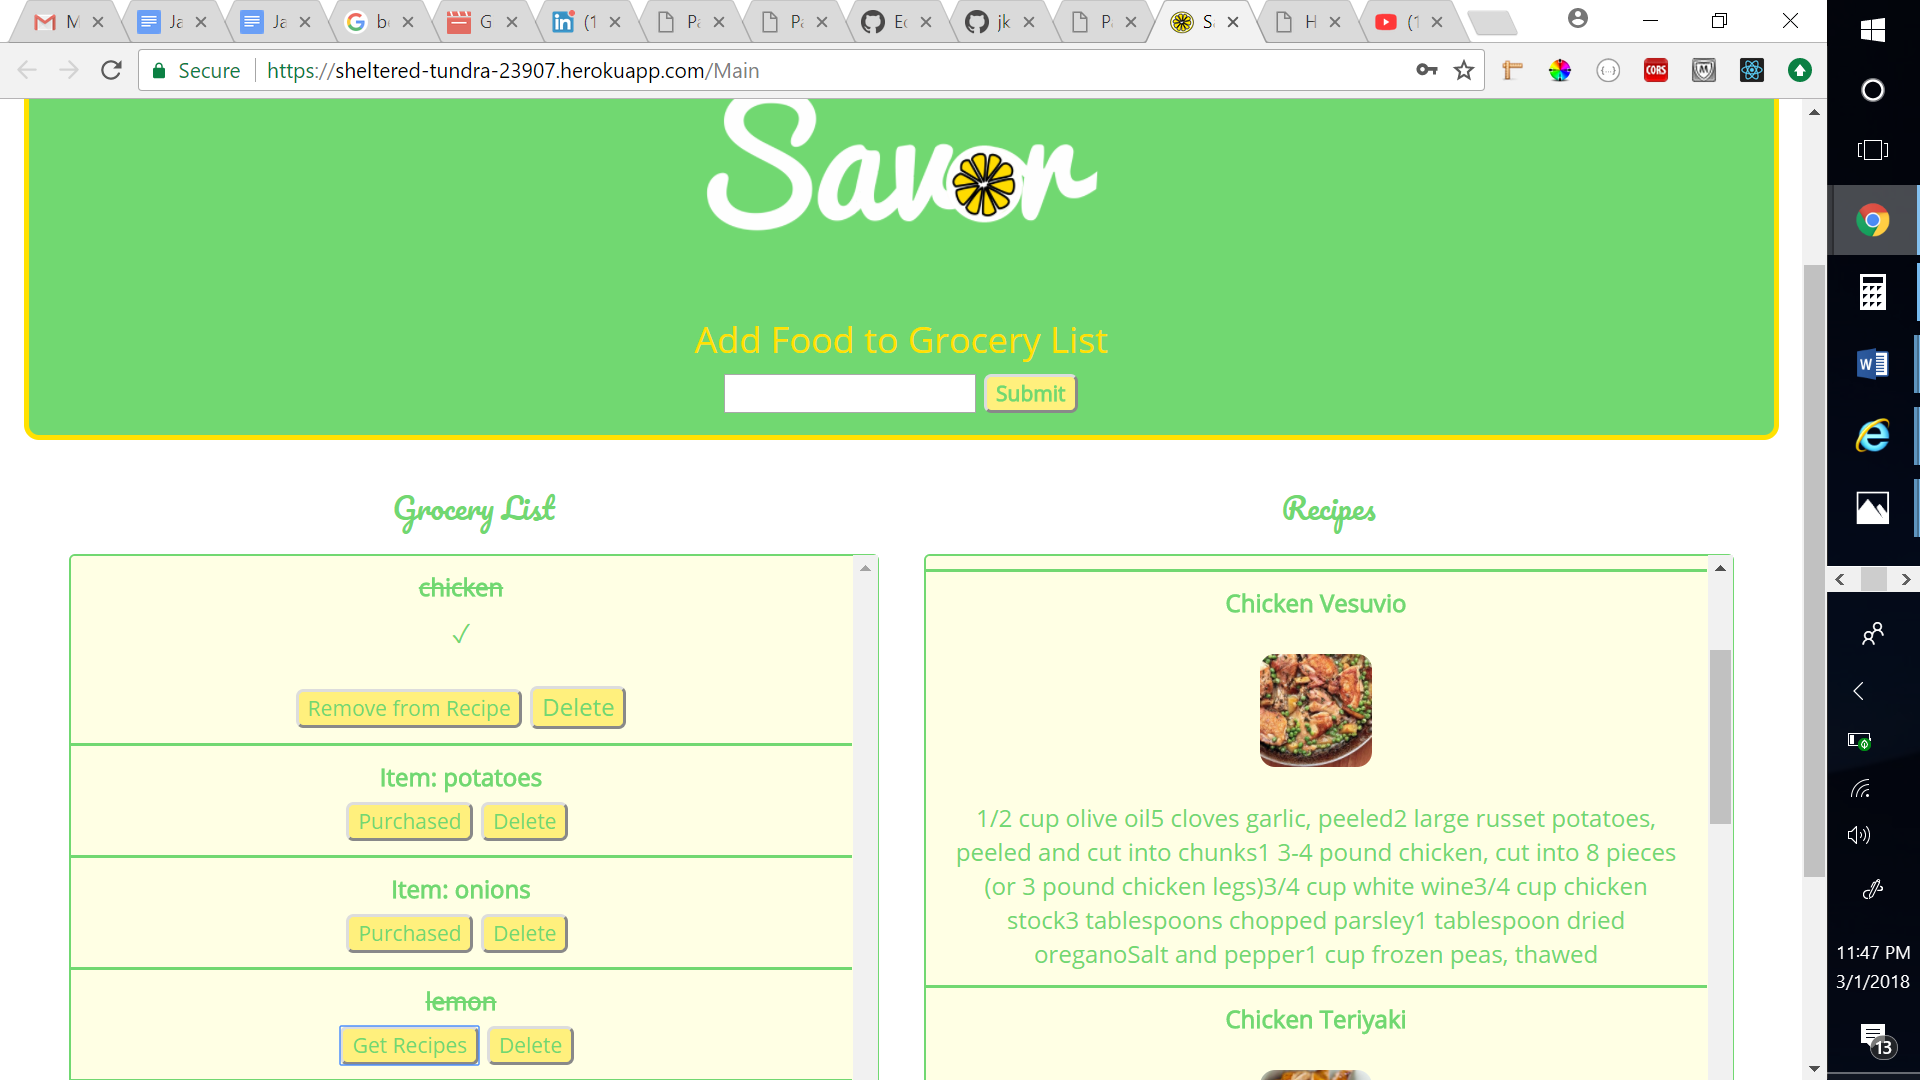 M
Ja
Ja
G
(1
Pa
Pa
jk
Pa
S
H
(1
Secure
https://sheltered-tundra-23907.herokuapp.com/Main
CORS
Savor
Add Food to Grocery List
Submit
Grocery List
chicken
✓
Remove from Recipe Delete
Item: potatoes
Purchased Delete
Item: onions
Purchased Delete
lemon
Get Recipes Delete
Recipes
Chicken Vesuvio
1/2 cup olive oil5 cloves garlic, peeled2 large russet potatoes,
peeled and cut into chunks1 3-4 pound chicken, cut into 8 pieces
(or 3 pound chicken legs)3/4 cup white wine3/4 cup chicken
stock3 tablespoons chopped parsley1 tablespoon dried
oreganoSalt and pepper1 cup frozen peas, thawed
Chicken Teriyaki
W
11:47 PM
3/1/2018
13